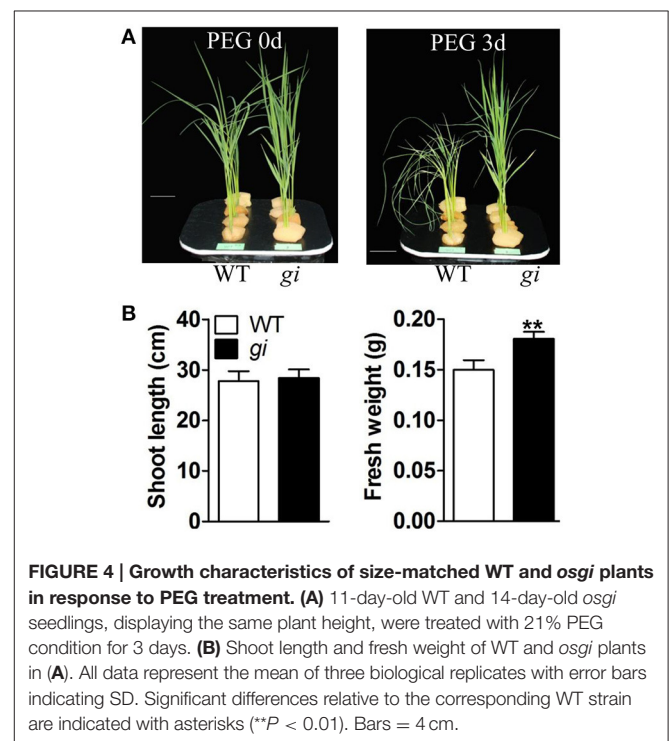 A
PEG 0d
PEG 3d
WT gi
WT gi
B
Shoot length (cm)
40
30
20
10
0
WT
gi
Fresh weight (g)
0.20
0.15
0.10
0.05
0.00
**
FIGURE 4 | Growth characteristics of size-matched WT and osgi plants
in response to PEG treatment. (A) 11-day-old WT and 14-day-old osgi
seedlings, displaying the same plant height, were treated with 21% PEG
condition for 3 days. (B) Shoot length and fresh weight of WT and osgi plants
in (A). All data represent the mean of three biological replicates with error bars
indicating SD. Significant differences relative to the corresponding WT strain
are indicated with asterisks (**P < 0.01). Bars = 4 cm.